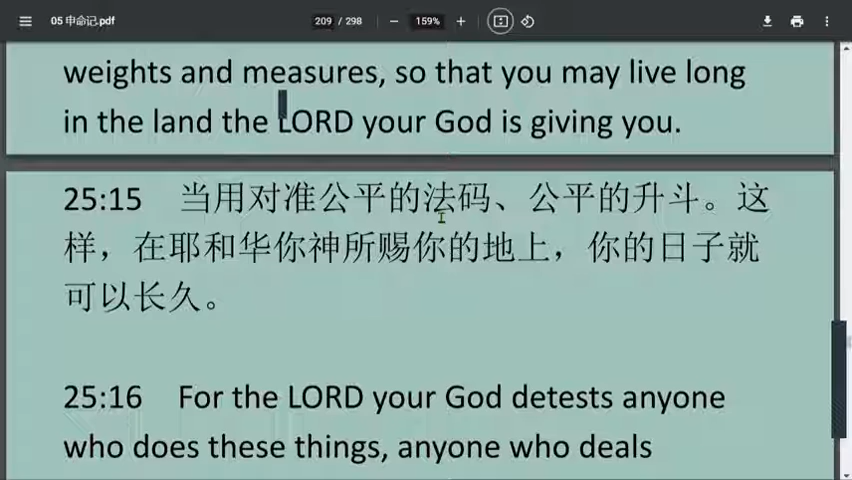 05 申命记.pdf
209 / 298
159%
weights and measures, so that you may live long
in the land the LORD your God is giving you.
25:15 当用对准公平的法码、公平的升斗。这
样，在耶和华你神所赐你的地上，你的日子就
可以长久。
25:16 For the LORD your God detests anyone
who does these things, anyone who deals